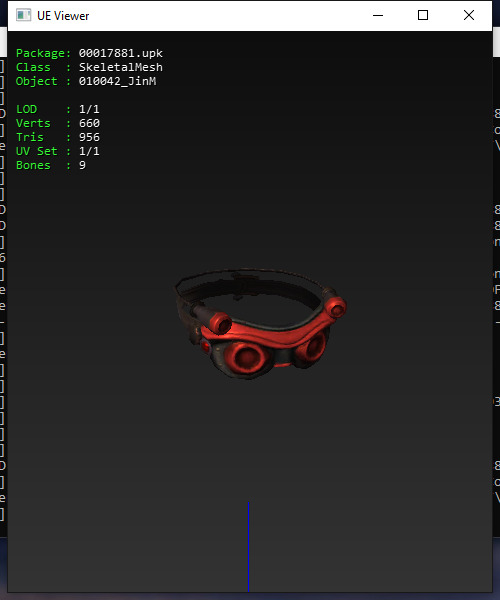 UE Viewer
Package: 00017881.upk
Class : SkeletalMesh
Object : 010042_JinM
LOD : 1/1
Verts : 660
Tris : 956
UV Set : 1/1
Bones : 9